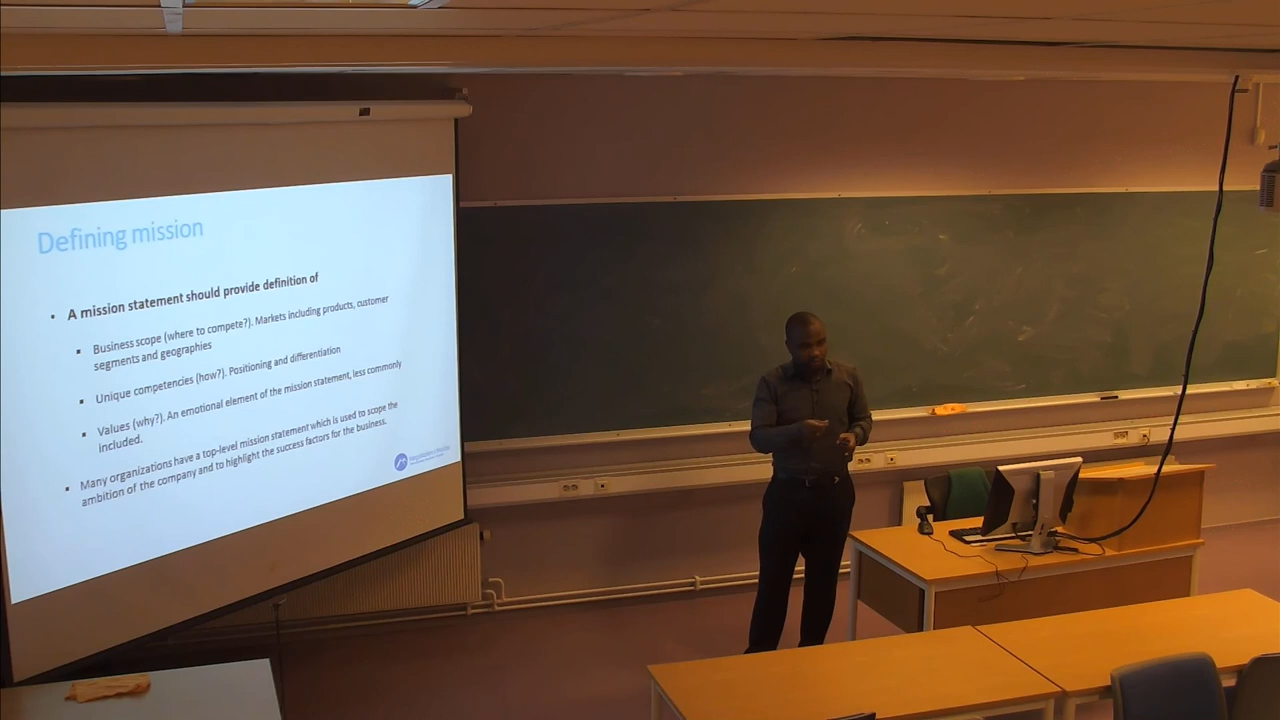 Defining mission
• A mission statement should provide definition of
▪ Business scope (where to compete?). Markets including products, customer
segments and geographies
▪ Unique competencies (how?). Positioning and differentiation
▪ Values (why?). An emotional element of the mission statement, less commonly
included.
▪ Many organizations have a top-level mission statement which is used to scope the
ambition of the company and to highlight the success factors for the business.